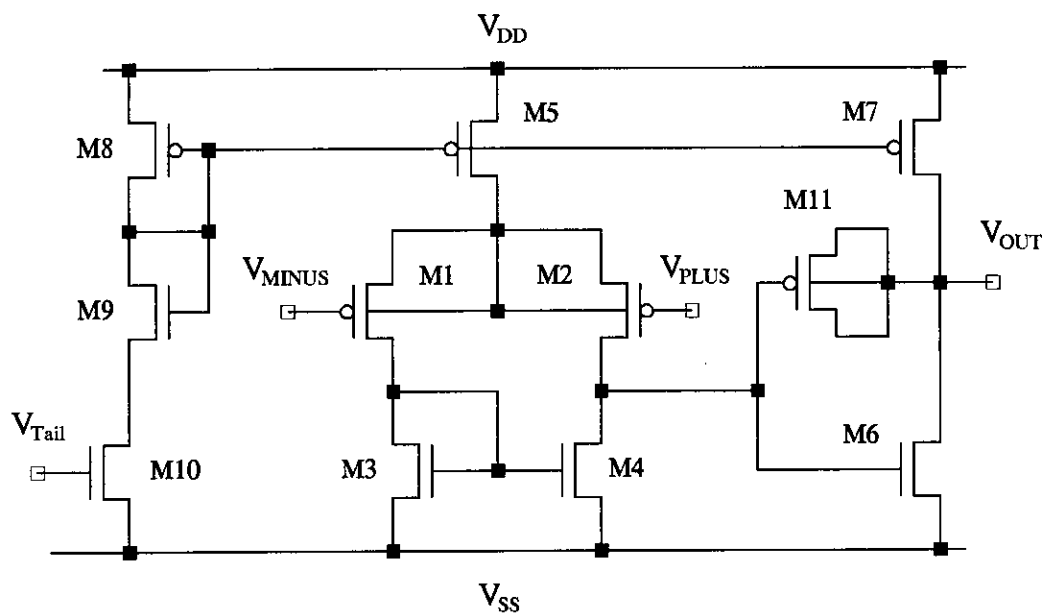 V_DD
M5
M7
M8
M11
V_OUT
V_MINUS
M1
M2
V_PLUS
M9
V_Tail
M6
M10
M3
M4
V_SS